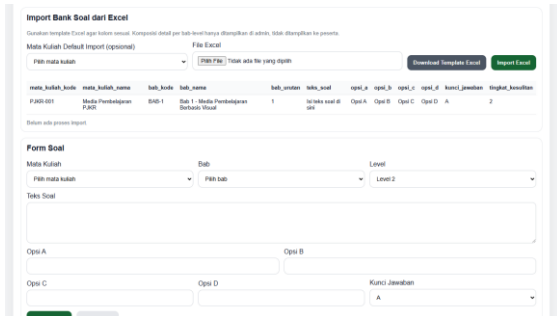 Import Bank Soal dari Excel
Gunakan template Excel agar kolom sesuai. Komposisi detail per bab-level hanya ditampilkan di admin, tidak ditampilkan ke peserta.
Mata Kuliah Default Import (opsional) File Excel
Pilih mata kuliah Pilih File Tidak ada file yang dipilih Download Template Excel Import Excel
mata_kuliah_kode mata_kuliah_nama bab_kode bab_nama bab_urutan teks_soal opsi_a opsi_b opsi_c opsi_d kunci_jawaban tingkat_kesulitan
PJKR-001 Media Pembelajaran PJKR BAB-1 Bab 1 - Media Pembelajaran Berbasis Visual 1 Isi teks soal di sini Opsi A Opsi B Opsi C Opsi D A 2
Belum ada proses import.
Form Soal
Mata Kuliah Bab Level
Pilih mata kuliah Pilih bab Level 2
Teks Soal
Opsi A Opsi B
Opsi C Opsi D Kunci Jawaban
A